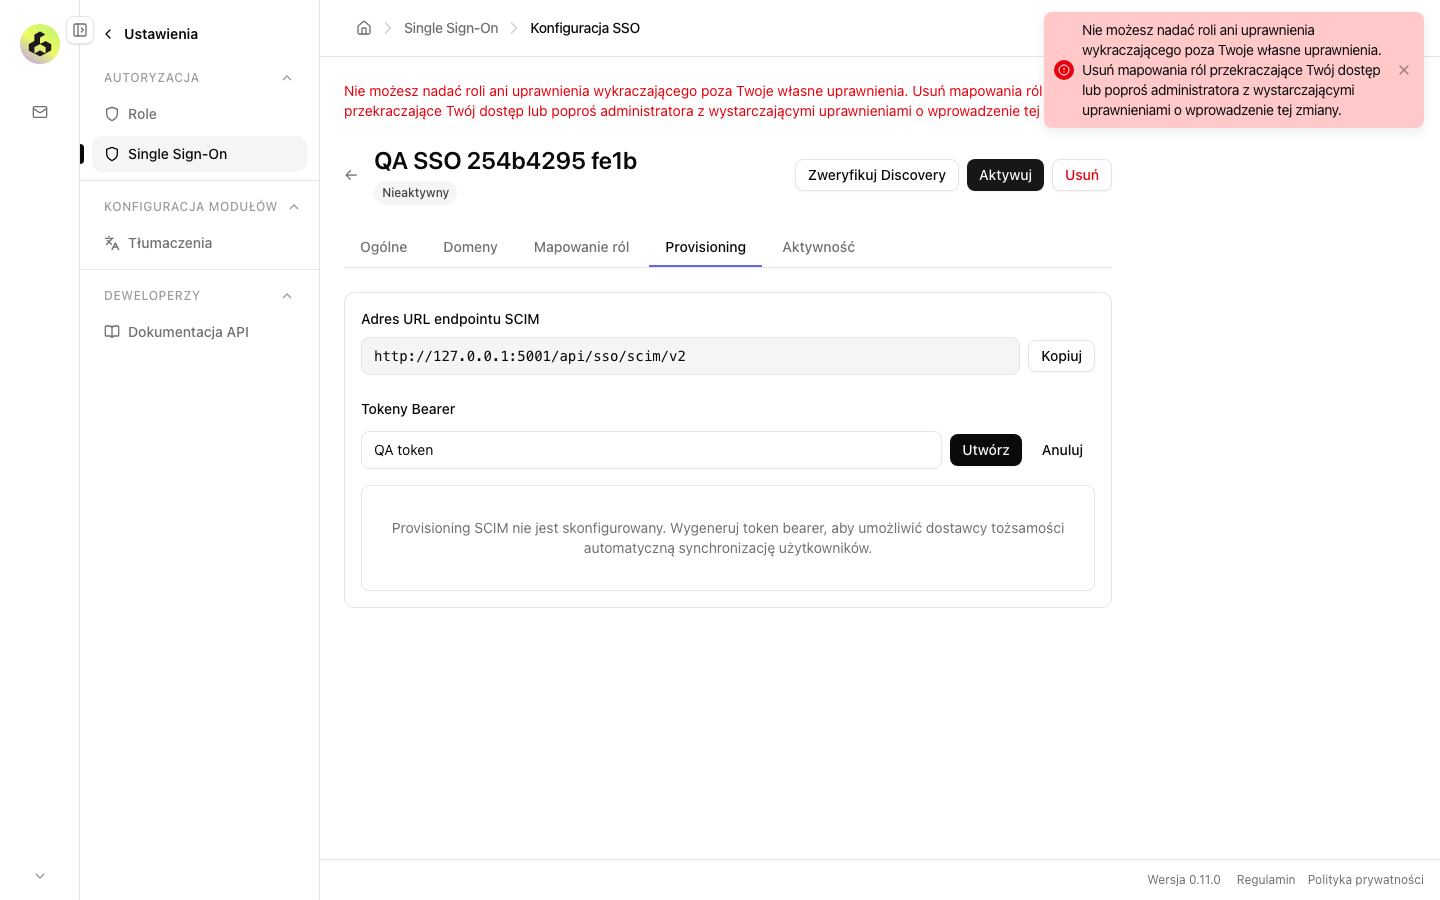 Ustawienia
AUTORYZACJA
Role
Single Sign-On
KONFIGURACJA MODUŁÓW
Tłumaczenia
DEWELOPERZY
Dokumentacja API
Single Sign-On
Konfiguracja SSO
Nie możesz nadać roli ani uprawnienia
wykraczającego poza Twoje własne uprawnienia.
Usuń mapowania ról przekraczające Twój dostęp
lub poproś administratora z wystarczającymi
uprawnieniami o wprowadzenie tej zmiany.
Nie możesz nadać roli ani uprawnienia wykraczającego poza Twoje własne uprawnienia. Usuń mapowania ról
przekraczające Twój dostęp lub poproś administratora z wystarczającymi uprawnieniami o wprowadzenie tej
QA SSO 254b4295 fe1b
Nieaktywny
Zweryfikuj Discovery
Aktywuj
Usuń
Ogólne
Domeny
Mapowanie ról
Provisioning
Aktywność
Adres URL endpointu SCIM
http://127.0.0.1:5001/api/sso/scim/v2
Kopiuj
Tokeny Bearer
QA token
Utwórz
Anuluj
Provisioning SCIM nie jest skonfigurowany. Wygeneruj token bearer, aby umożliwić dostawcy tożsamości
automatyczną synchronizację użytkowników.
Wersja 0.11.0
Regulamin
Polityka prywatności